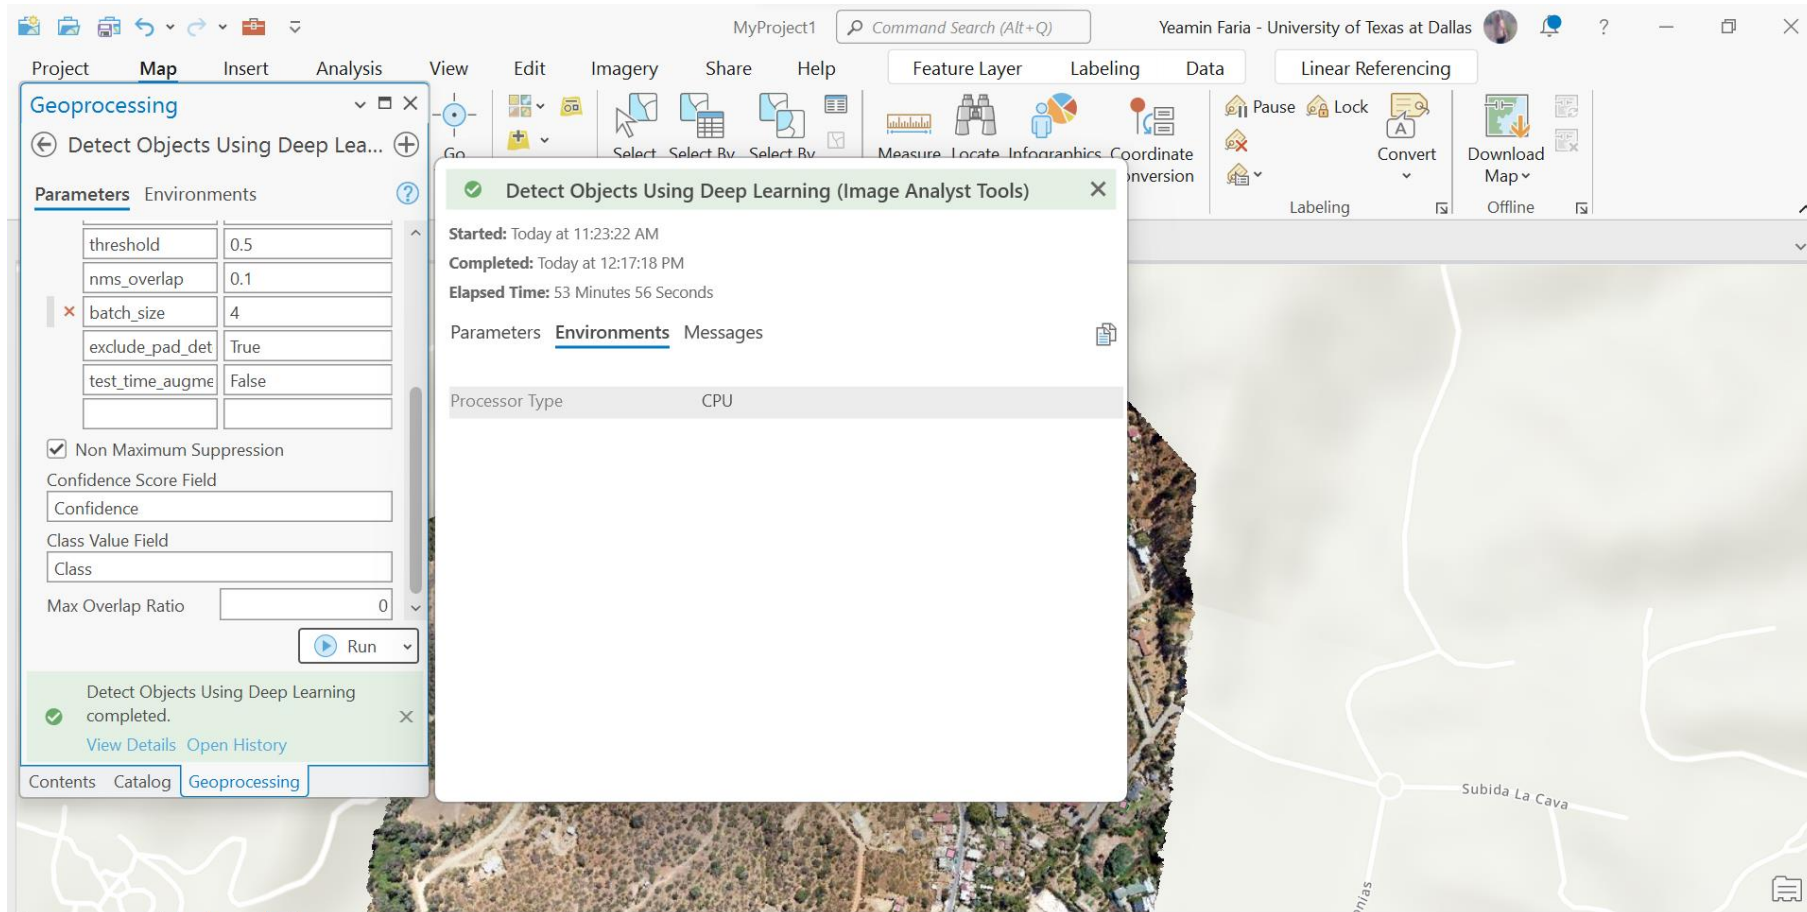 MyProject1
Command Search (Alt+Q)
Yeamin Faria - University of Texas at Dallas
?
Project Map Insert Analysis View Edit Imagery Share Help Feature Layer Labeling Data Linear Referencing
Geoprocessing
Detect Objects Using Deep Lea...
Parameters Environments
?
threshold 0.5
nms_overlap 0.1
batch_size 4
exclude_pad_det True
test_time_augme False
Non Maximum Suppression
Confidence Score Field
Confidence
Class Value Field
Class
Max Overlap Ratio 0
Run
Detect Objects Using Deep Learning
completed.
View Details Open History
Contents Catalog Geoprocessing
Go
Select Select By Select By
Measure Locate Infographics Coordinate
onversion
Pause Lock
A
Convert
Labeling
Download
Map
Offline
Detect Objects Using Deep Learning (Image Analyst Tools)
Started: Today at 11:23:22 AM
Completed: Today at 12:17:18 PM
Elapsed Time: 53 Minutes 56 Seconds
Parameters Environments Messages
Processor Type CPU
Subida La Cava
onias